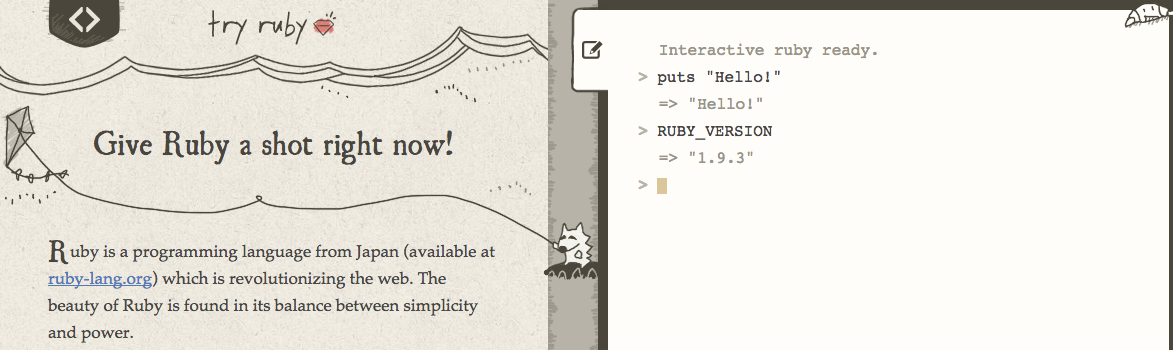 try ruby
Give Ruby a shot right now!
Ruby is a programming language from Japan (available at
ruby-lang.org) which is revolutionizing the web. The
beauty of Ruby is found in its balance between simplicity
and power.
Interactive ruby ready.
> puts "Hello!"
=> "Hello!"
> RUBY_VERSION
=> "1.9.3"
>